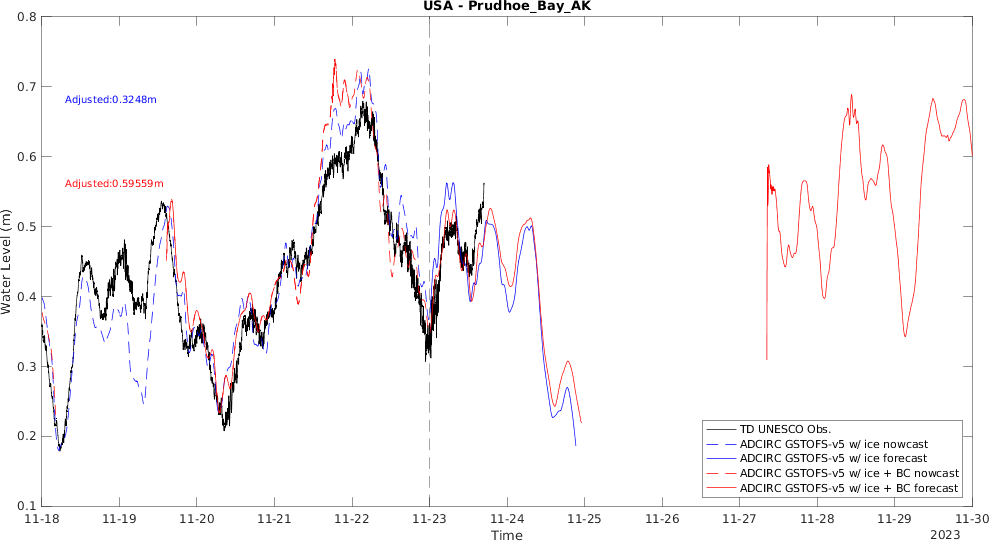 USA - Prudhoe_Bay_AK
0.8
0.7
0.6
0.5
0.4
0.3
0.2
0.1
Water Level (m)
Adjusted:0.3248m
Adjusted:0.59559m
TD UNESCO Obs.
ADCIRC GSTOFS-v5 w/ ice nowcast
ADCIRC GSTOFS-v5 w/ ice forecast
ADCIRC GSTOFS-v5 w/ ice + BC nowcast
ADCIRC GSTOFS-v5 w/ ice + BC forecast
11-18 11-19 11-20 11-21 11-22 11-23 11-24 11-25 11-26 11-27 11-28 11-29 11-30
Time
2023